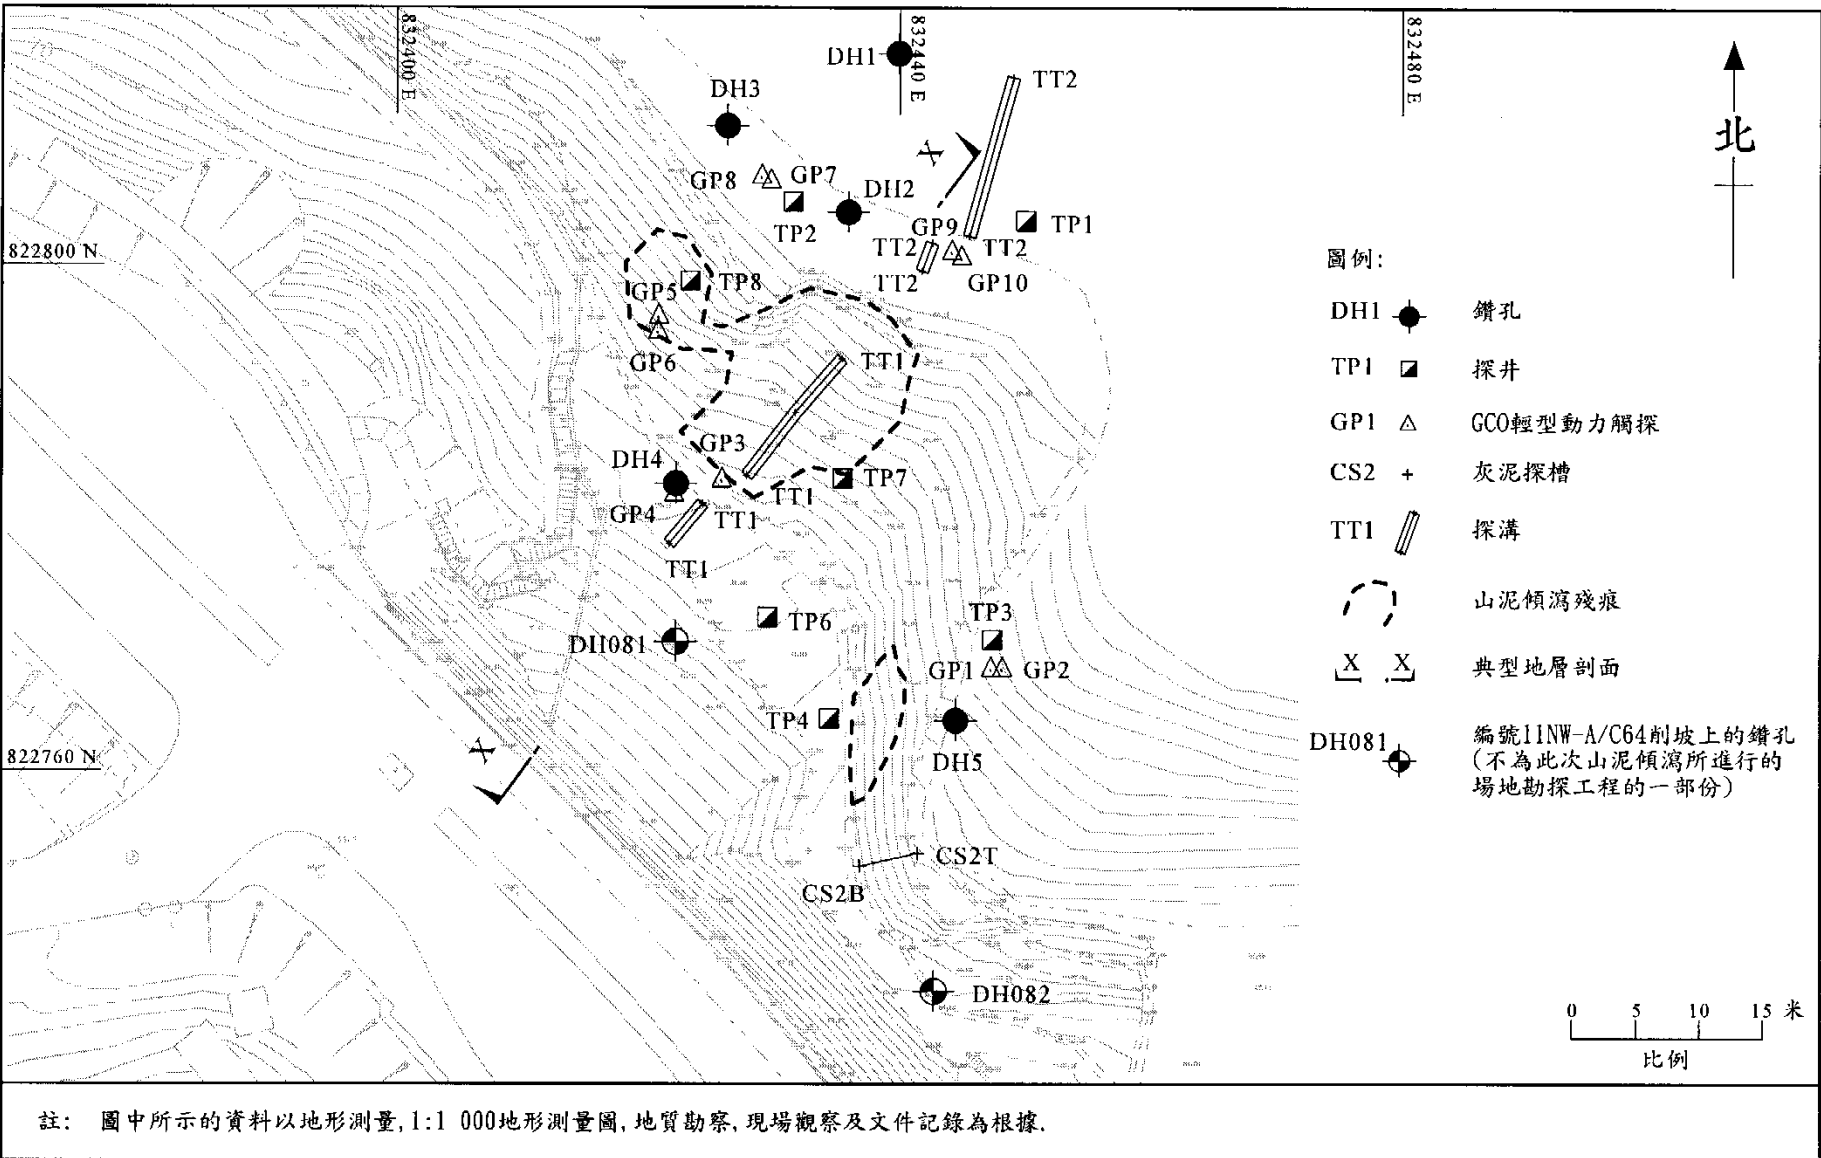 832400 E
832440 E
832480 E
DH1
TT2
DH3
北
X
GP8
GP7
DH2
TP2
GP9
TP1
TT2
TT2
822800 N
TT2
GP10
TP8
GP5
GP6
TT1
GP3
DH4
TP7
TT1
GP4
TT1
TT1
TP3
TP6
DH081
GP1
GP2
TP4
X
822760 N
DH5
CS2T
CS2B
DH082
圖例:
DH1 鑽孔
TP1 探井
GP1 GCO輕型動力觸探
CS2 灰泥探槽
TT1 探溝
山泥傾瀉殘痕
X X 典型地層剖面
DH081 編號11NW-A/C64削坡上的鑽孔
(不為此次山泥傾瀉所進行的
場地勘探工程的一部份)
0 5 10 15 米
比例
註: 圖中所示的資料以地形測量,1:1 000地形測量圖,地質勘察,現場觀察及文件記錄為根據.